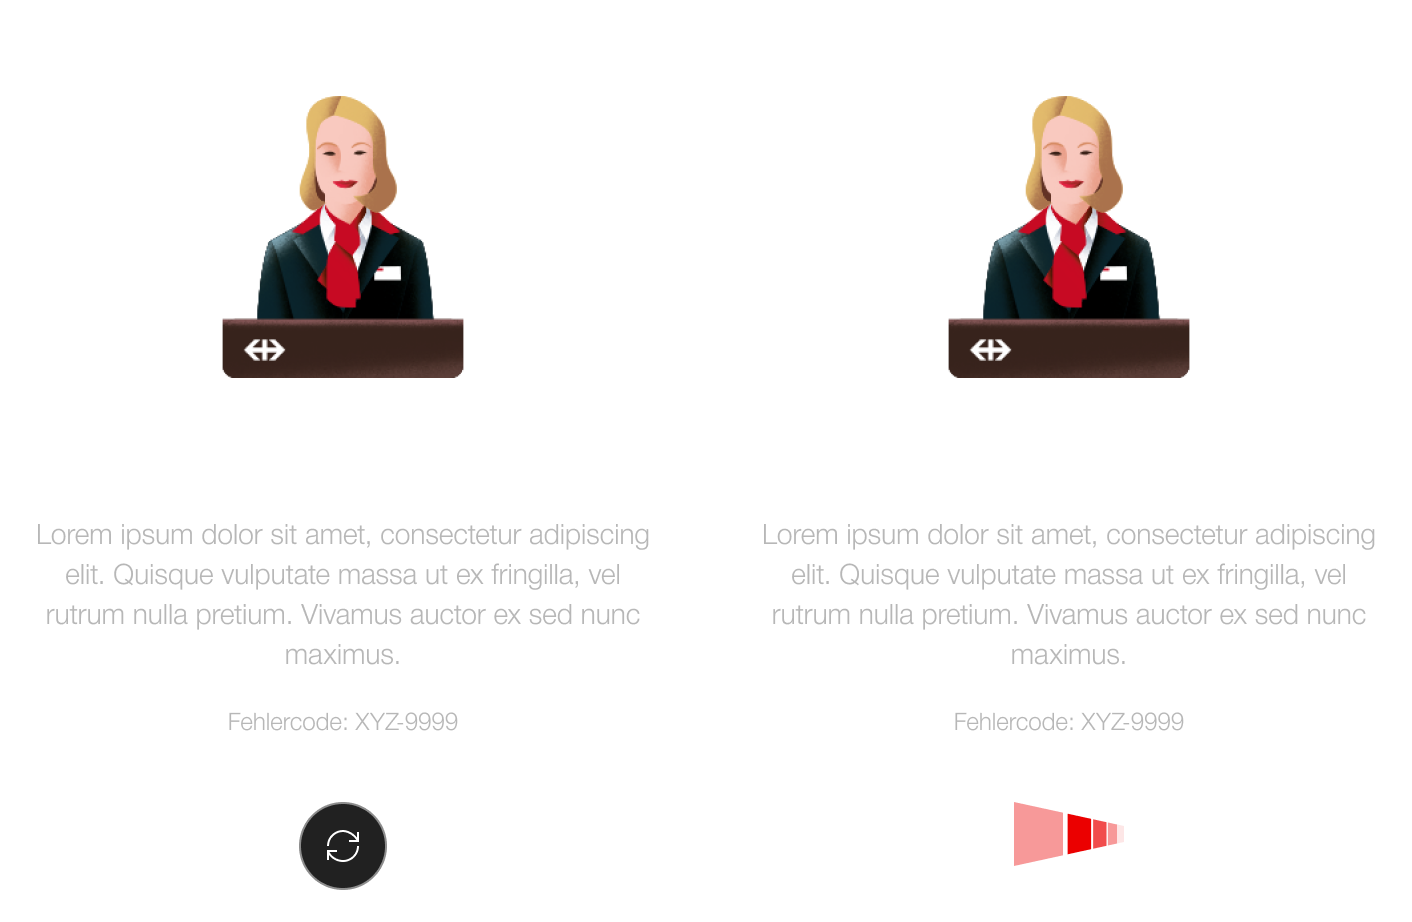 Lorem ipsum dolor sit amet, consectetur adipiscing
elit. Quisque vulputate massa ut ex fringilla, vel
rutrum nulla pretium. Vivamus auctor ex sed nunc
maximus.
Fehlercode: XYZ-9999
Lorem ipsum dolor sit amet, consectetur adipiscing
elit. Quisque vulputate massa ut ex fringilla, vel
rutrum nulla pretium. Vivamus auctor ex sed nunc
maximus.
Fehlercode: XYZ-9999